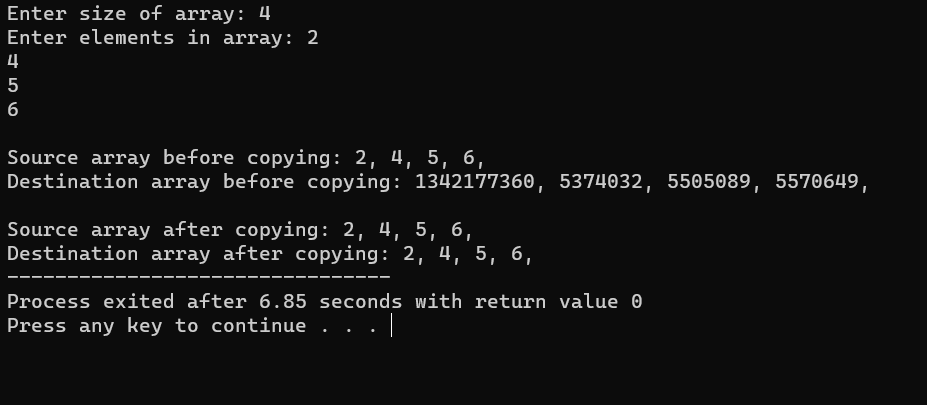 Enter size of array: 4
Enter elements in array: 2
4
5
6
Source array before copying: 2, 4, 5, 6,
Destination array before copying: 1342177360, 5374032, 5505089, 5570649,
Source array after copying: 2, 4, 5, 6,
Destination array after copying: 2, 4, 5, 6,
--------------------------------
Process exited after 6.85 seconds with return value 0
Press any key to continue . . .